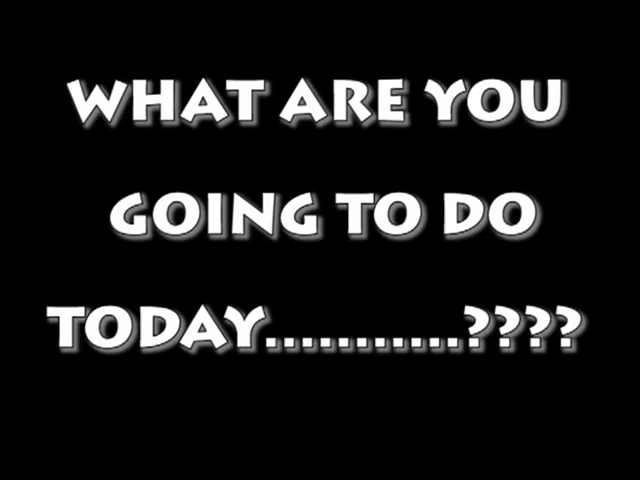 WHAT ARE YOU
GOING TO DO
TODAY............????